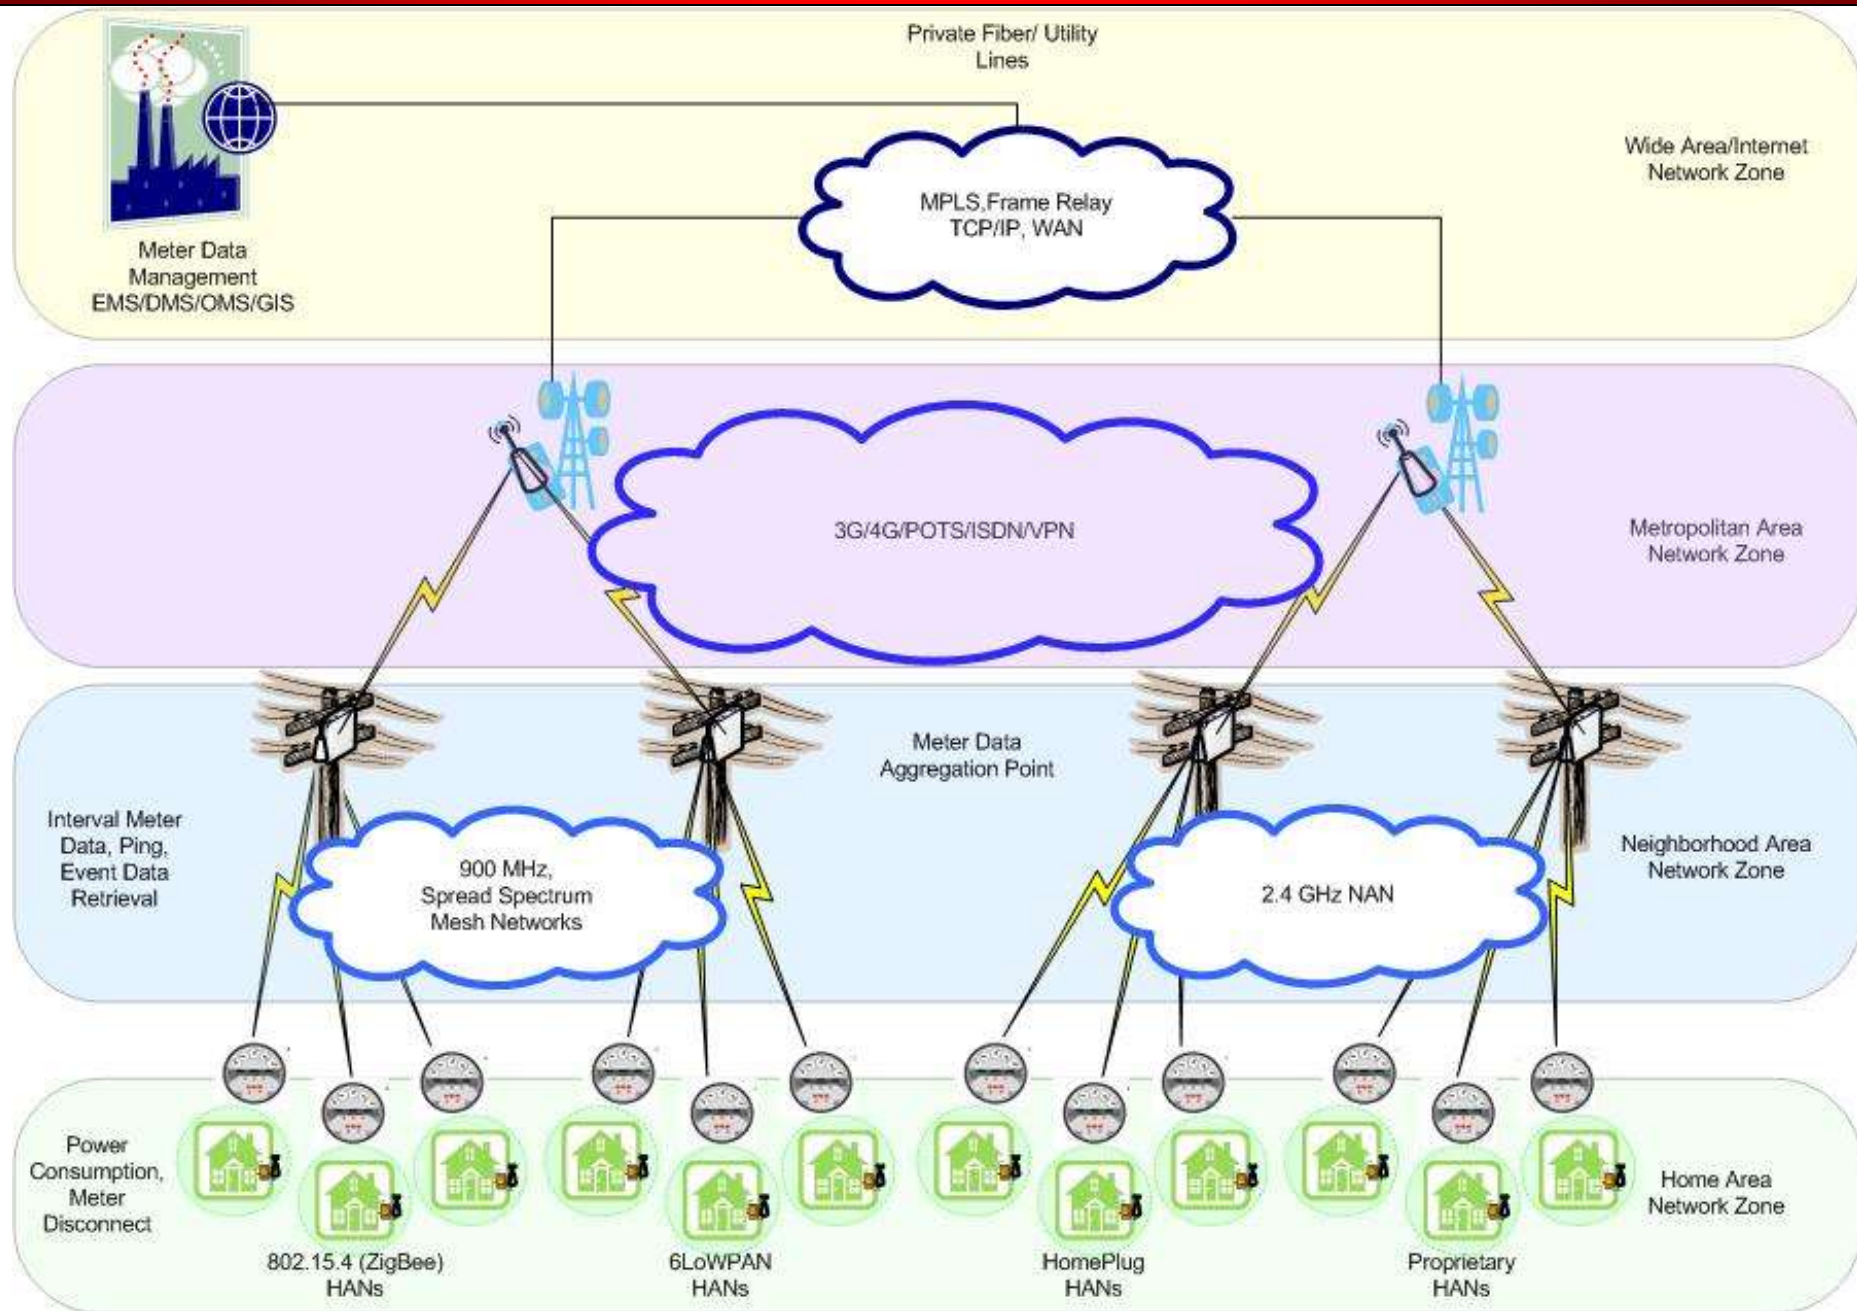 Private Fiber/ Utility
Lines
Wide Area/Internet
Network Zone
MPLS,Frame Relay
TCP/IP, WAN
Meter Data
Management
EMS/DMS/OMS/GIS
3G/4G/POTS/ISDN/VPN
Metropolitan Area
Network Zone
Meter Data
Aggregation Point
Interval Meter
Data, Ping,
Event Data
Retrieval
900 MHz,
Spread Spectrum
Mesh Networks
2.4 GHz NAN
Neighborhood Area
Network Zone
Power
Consumption,
Meter
Disconnect
Home Area
Network Zone
802.15.4 (ZigBee)
HANs
6LoWPAN
HANs
HomePlug
HANs
Proprietary
HANs